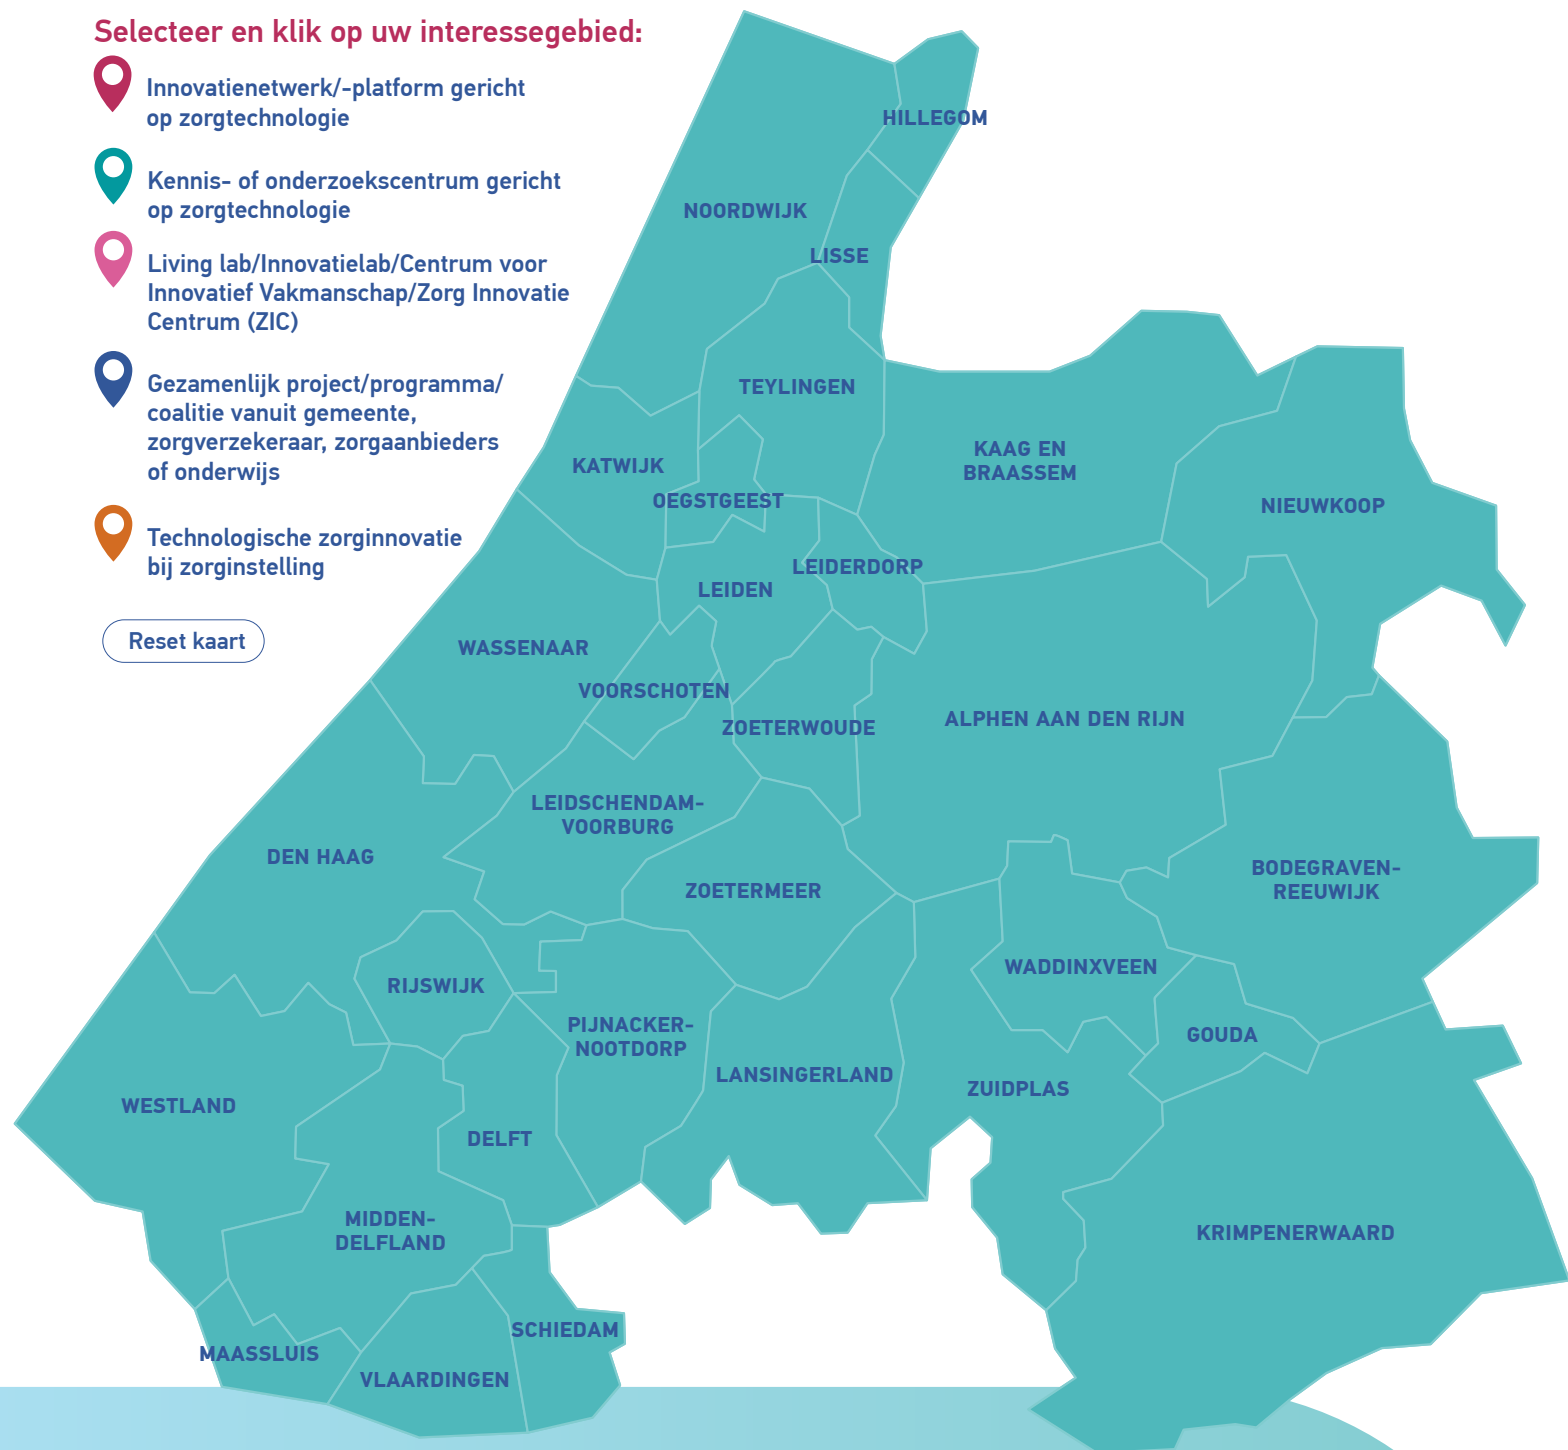 Selecteer en klik op uw interessegebied:
Innovatienetwerk/-platform gericht
op zorgtechnologie
Kennis- of onderzoekscentrum gericht
op zorgtechnologie
Living lab/Innovatielab/Centrum voor
Innovatief Vakmanschap/Zorg Innovatie
Centrum (ZIC)
Gezamenlijk project/programma/
coalitie vanuit gemeente,
zorgverzekeraar, zorgaanbieders
of onderwijs
Technologische zorginnovatie
bij zorginstelling
Reset kaart
HILLEGOM
NOORDWIJK
LISSE
TEYLINGEN
KAAG EN
BRAASSEM
KATWIJK
OEGSTGEEST
NIEUWKOOP
LEIDERDORP
LEIDEN
WASSENAAR
VOORSCHOTEN
ZOETERWOUDE
ALPHEN AAN DEN RIJN
LEIDSCHENDAM-
VOORBURG
DEN HAAG
ZOETERMEER
BODEGRAVEN-
REEUWIJK
WADDINXVEEN
RIJSWIJK
PIJNACKER-
NOOTDORP
GOUDA
LANSINGERLAND
ZUIDPLAS
WESTLAND
DELFT
MIDDEN-
DELFLAND
KRIMPENERWAARD
SCHIEDAM
MAASSLUIS
VLAARDINGEN